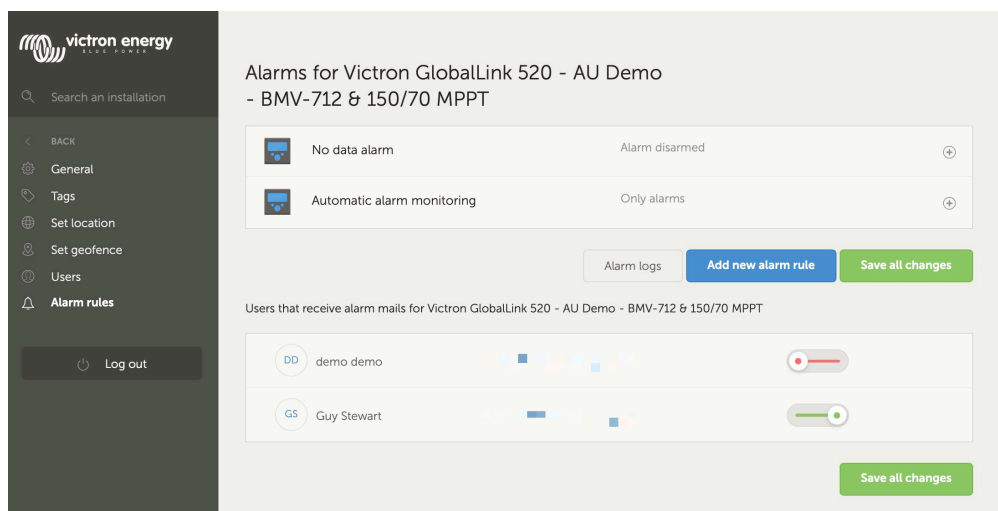 victron energy
BLUE POWER
Search an installation
BACK
General
Tags
Set location
Set geofence
Users
Alarm rules
Log out
Alarms for Victron GlobalLink 520 - AU Demo
- BMV-712 & 150/70 MPPT
No data alarm Alarm disarmed
Automatic alarm monitoring Only alarms
Alarm logs Add new alarm rule Save all changes
Users that receive alarm mails for Victron GlobalLink 520 - AU Demo - BMV-712 & 150/70 MPPT
DD demo demo
GS Guy Stewart
Save all changes